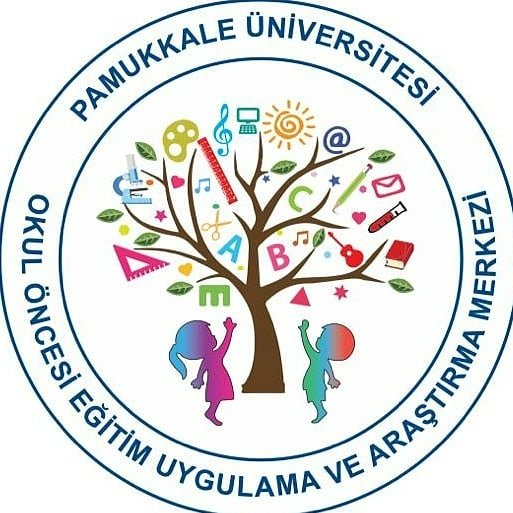 PAMUKKALE ÜNİVERSİTESİ
OKUL ÖNCESİ EĞİTİM UYGULAMA VE ARAŞTIRMA MERKEZİ
@
C
A
B
E